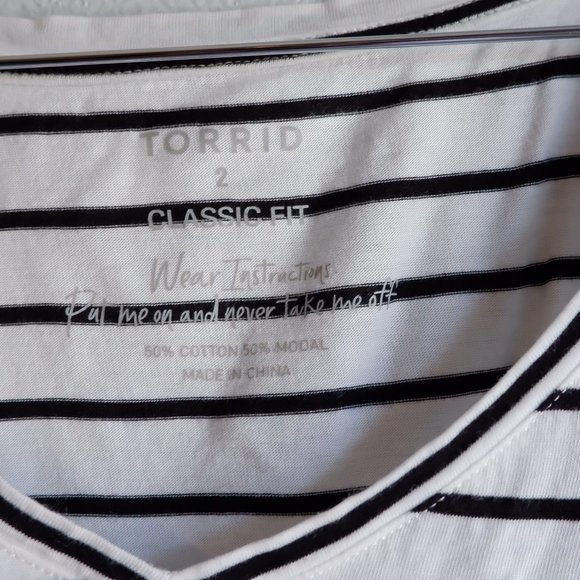 TORRID
2
CLASSIC FIT
Wear Instructions
Put me on and never take me off
50% COTTON 50% MODAL
MADE IN CHINA